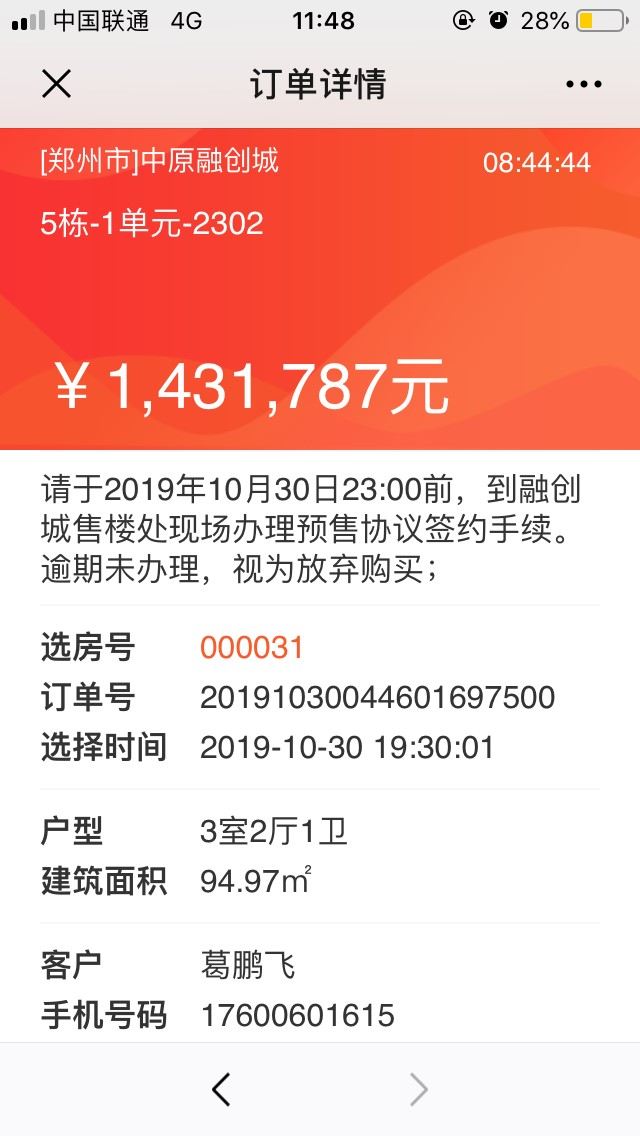 中国联通 4G 11:48 28%
订单详情
[郑州市]中原融创城 08:44:44
5栋-1单元-2302
￥1,431,787元
请于2019年10月30日23:00前，到融创
城售楼处现场办理预售协议签约手续。
逾期未办理，视为放弃购买；
选房号 000031
订单号 20191030044601697500
选择时间 2019-10-30 19:30:01
户型 3室2厅1卫
建筑面积 94.97㎡
客户 葛鹏飞
手机号码 17600601615